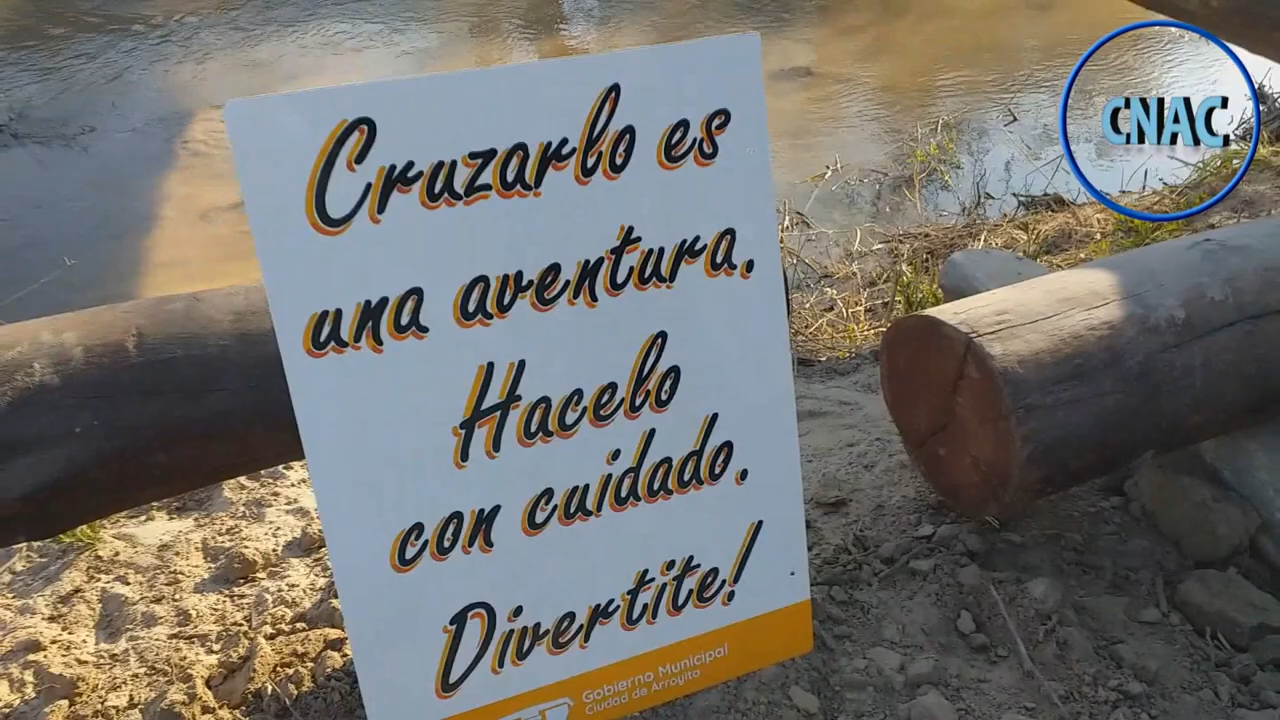 CNAC
Cruzarlo es
una aventura.
Hacelo
con cuidado.
Divertite!
Gobierno Municipal
Ciudad de Arroyito